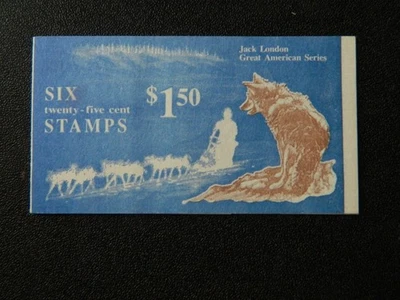 Jack London
Great American Series
SIX
twenty-five cent
STAMPS
$1.50